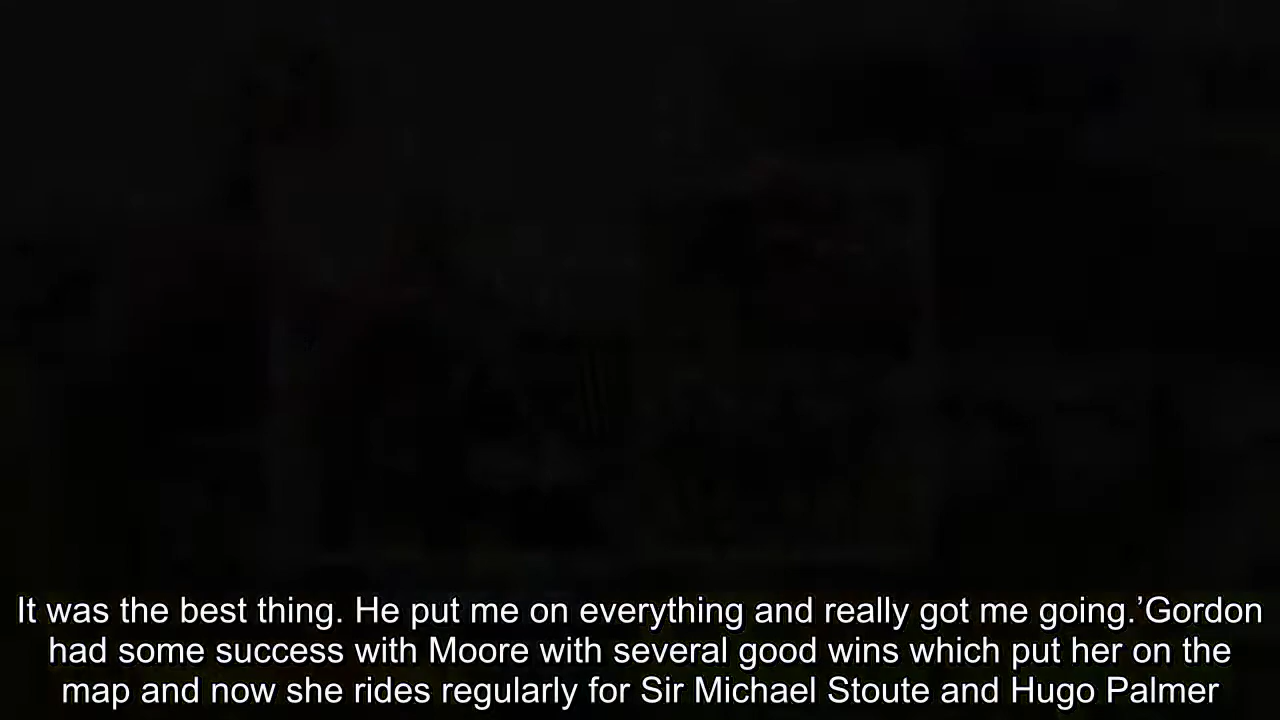 It was the best thing. He put me on everything and really got me going.’Gordon
had some success with Moore with several good wins which put her on the
map and now she rides regularly for Sir Michael Stoute and Hugo Palmer